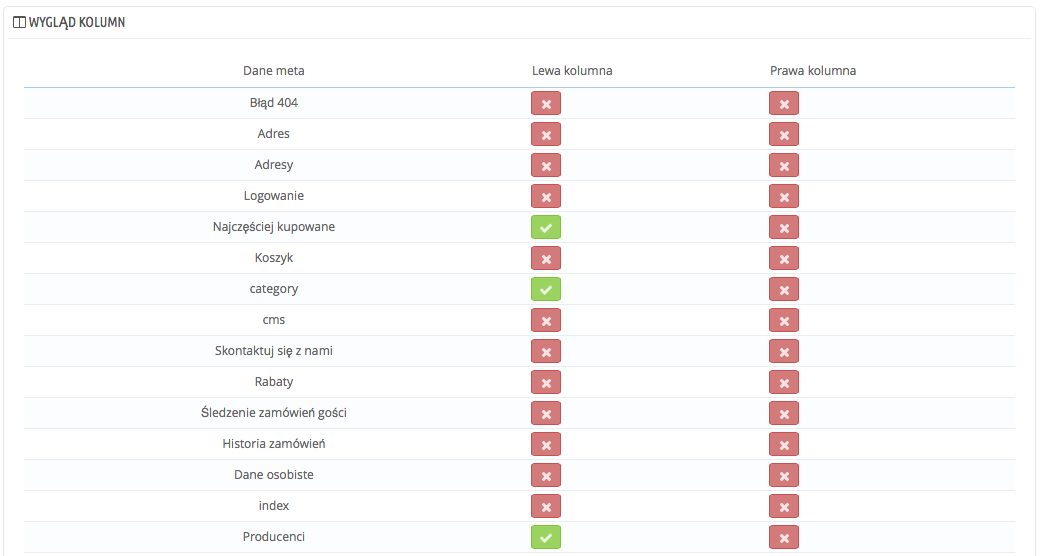 WYGLĄD KOLUMN
Dane meta Lewa kolumna Prawa kolumna
Błąd 404
Adres
Adresy
Logowanie
Najczęściej kupowane
Koszyk
category
cms
Skontaktuj się z nami
Rabaty
Śledzenie zamówień gości
Historia zamówień
Dane osobiste
index
Producenci